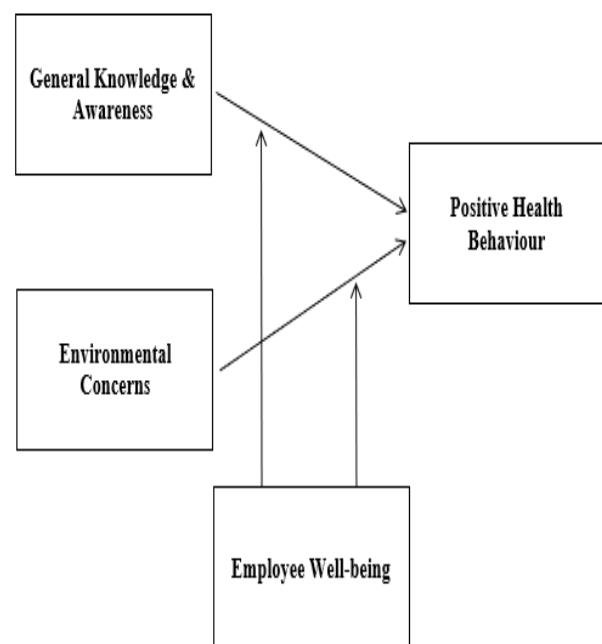 General Knowledge &
Awareness
Positive Health
Behaviour
Environmental
Concerns
Employee Well-being